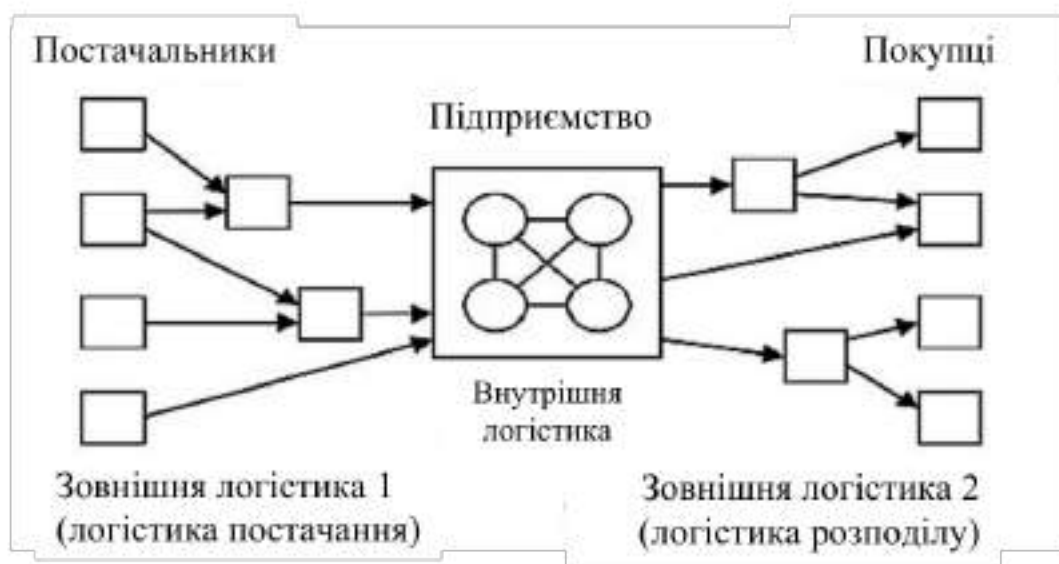 Постачальники
Покупці
Підприємство
Внутрішня
логістика
Зовнішня логістика 1
(логістика постачання)
Зовнішня логістика 2
(логістика розподілу)